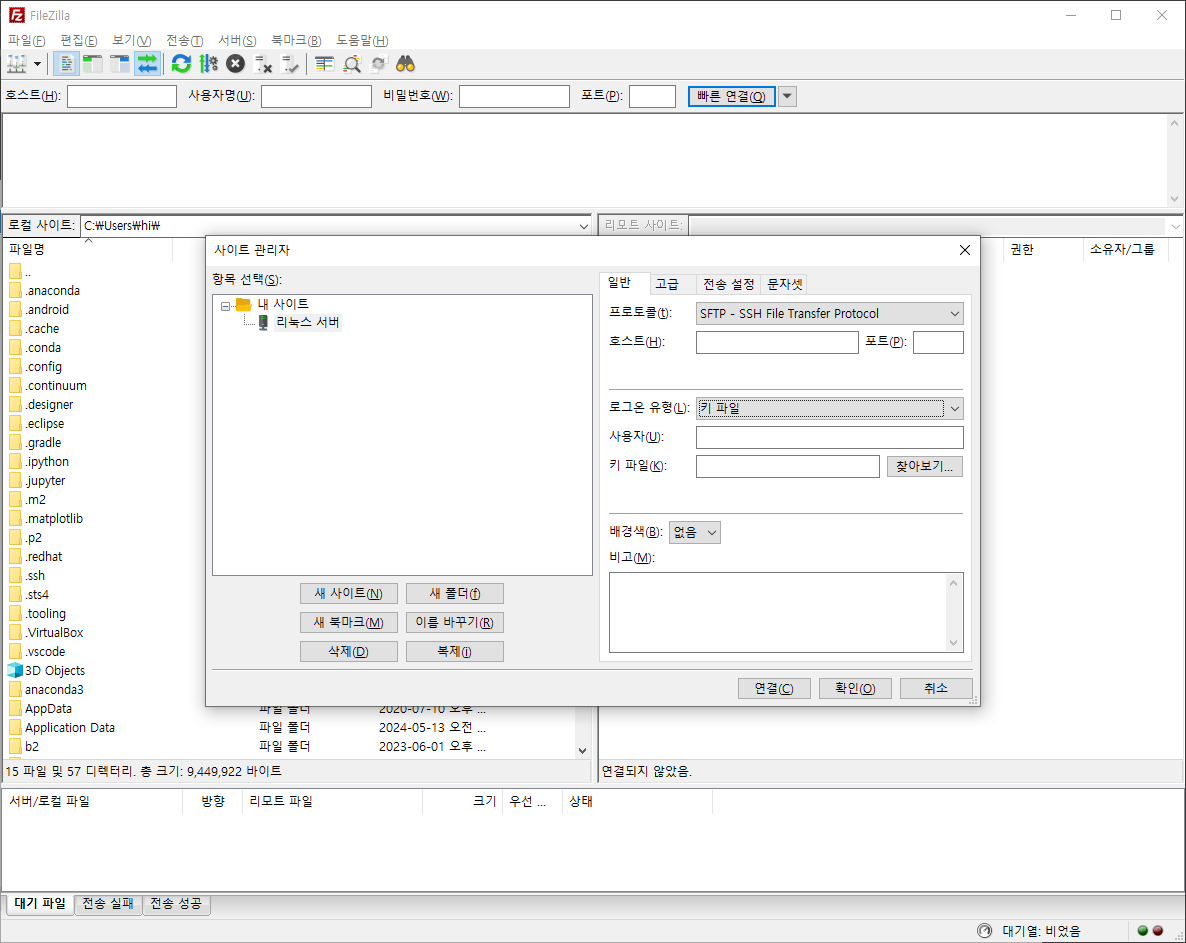 FileZilla
파일(F) 편집(E) 보기(V) 전송(T) 서버(S) 북마크(B) 도움말(H)
호스트(H): 사용자명(U): 비밀번호(W): 포트(P): 빠른 연결(Q)
로컬 사이트: C:₩Users₩hi₩
리모트 사이트:
파일명
권한 소유자/그룹
..
.anaconda
.android
.cache
.conda
.config
.continuum
.designer
.eclipse
.gradle
.ipython
.jupyter
.m2
.matplotlib
.p2
.redhat
.ssh
.sts4
.tooling
.VirtualBox
.vscode
3D Objects
anaconda3
AppData 파일 폴더 2020-07-10 오후 ...
Application Data 파일 폴더 2024-05-13 오전 ...
b2 파일 폴더 2023-06-01 오후 ...
사이트 관리자
항목 선택(S):
내 사이트
리눅스 서버
새 사이트(N) 새 폴더(f)
새 북마크(M) 이름 바꾸기(R)
삭제(D) 복제(I)
일반 고급 전송 설정 문자셋
프로토콜(t): SFTP - SSH File Transfer Protocol
호스트(H): 포트(P):
로그온 유형(L): 키 파일
사용자(U):
키 파일(K): 찾아보기...
배경색(B): 없음
비고(M):
연결(C) 확인(O) 취소
15 파일 및 57 디렉터리. 총 크기: 9,449,922 바이트
연결되지 않았음.
서버/로컬 파일 방향 리모트 파일 크기 우선 ... 상태
대기 파일 전송 실패 전송 성공
대기열: 비었음